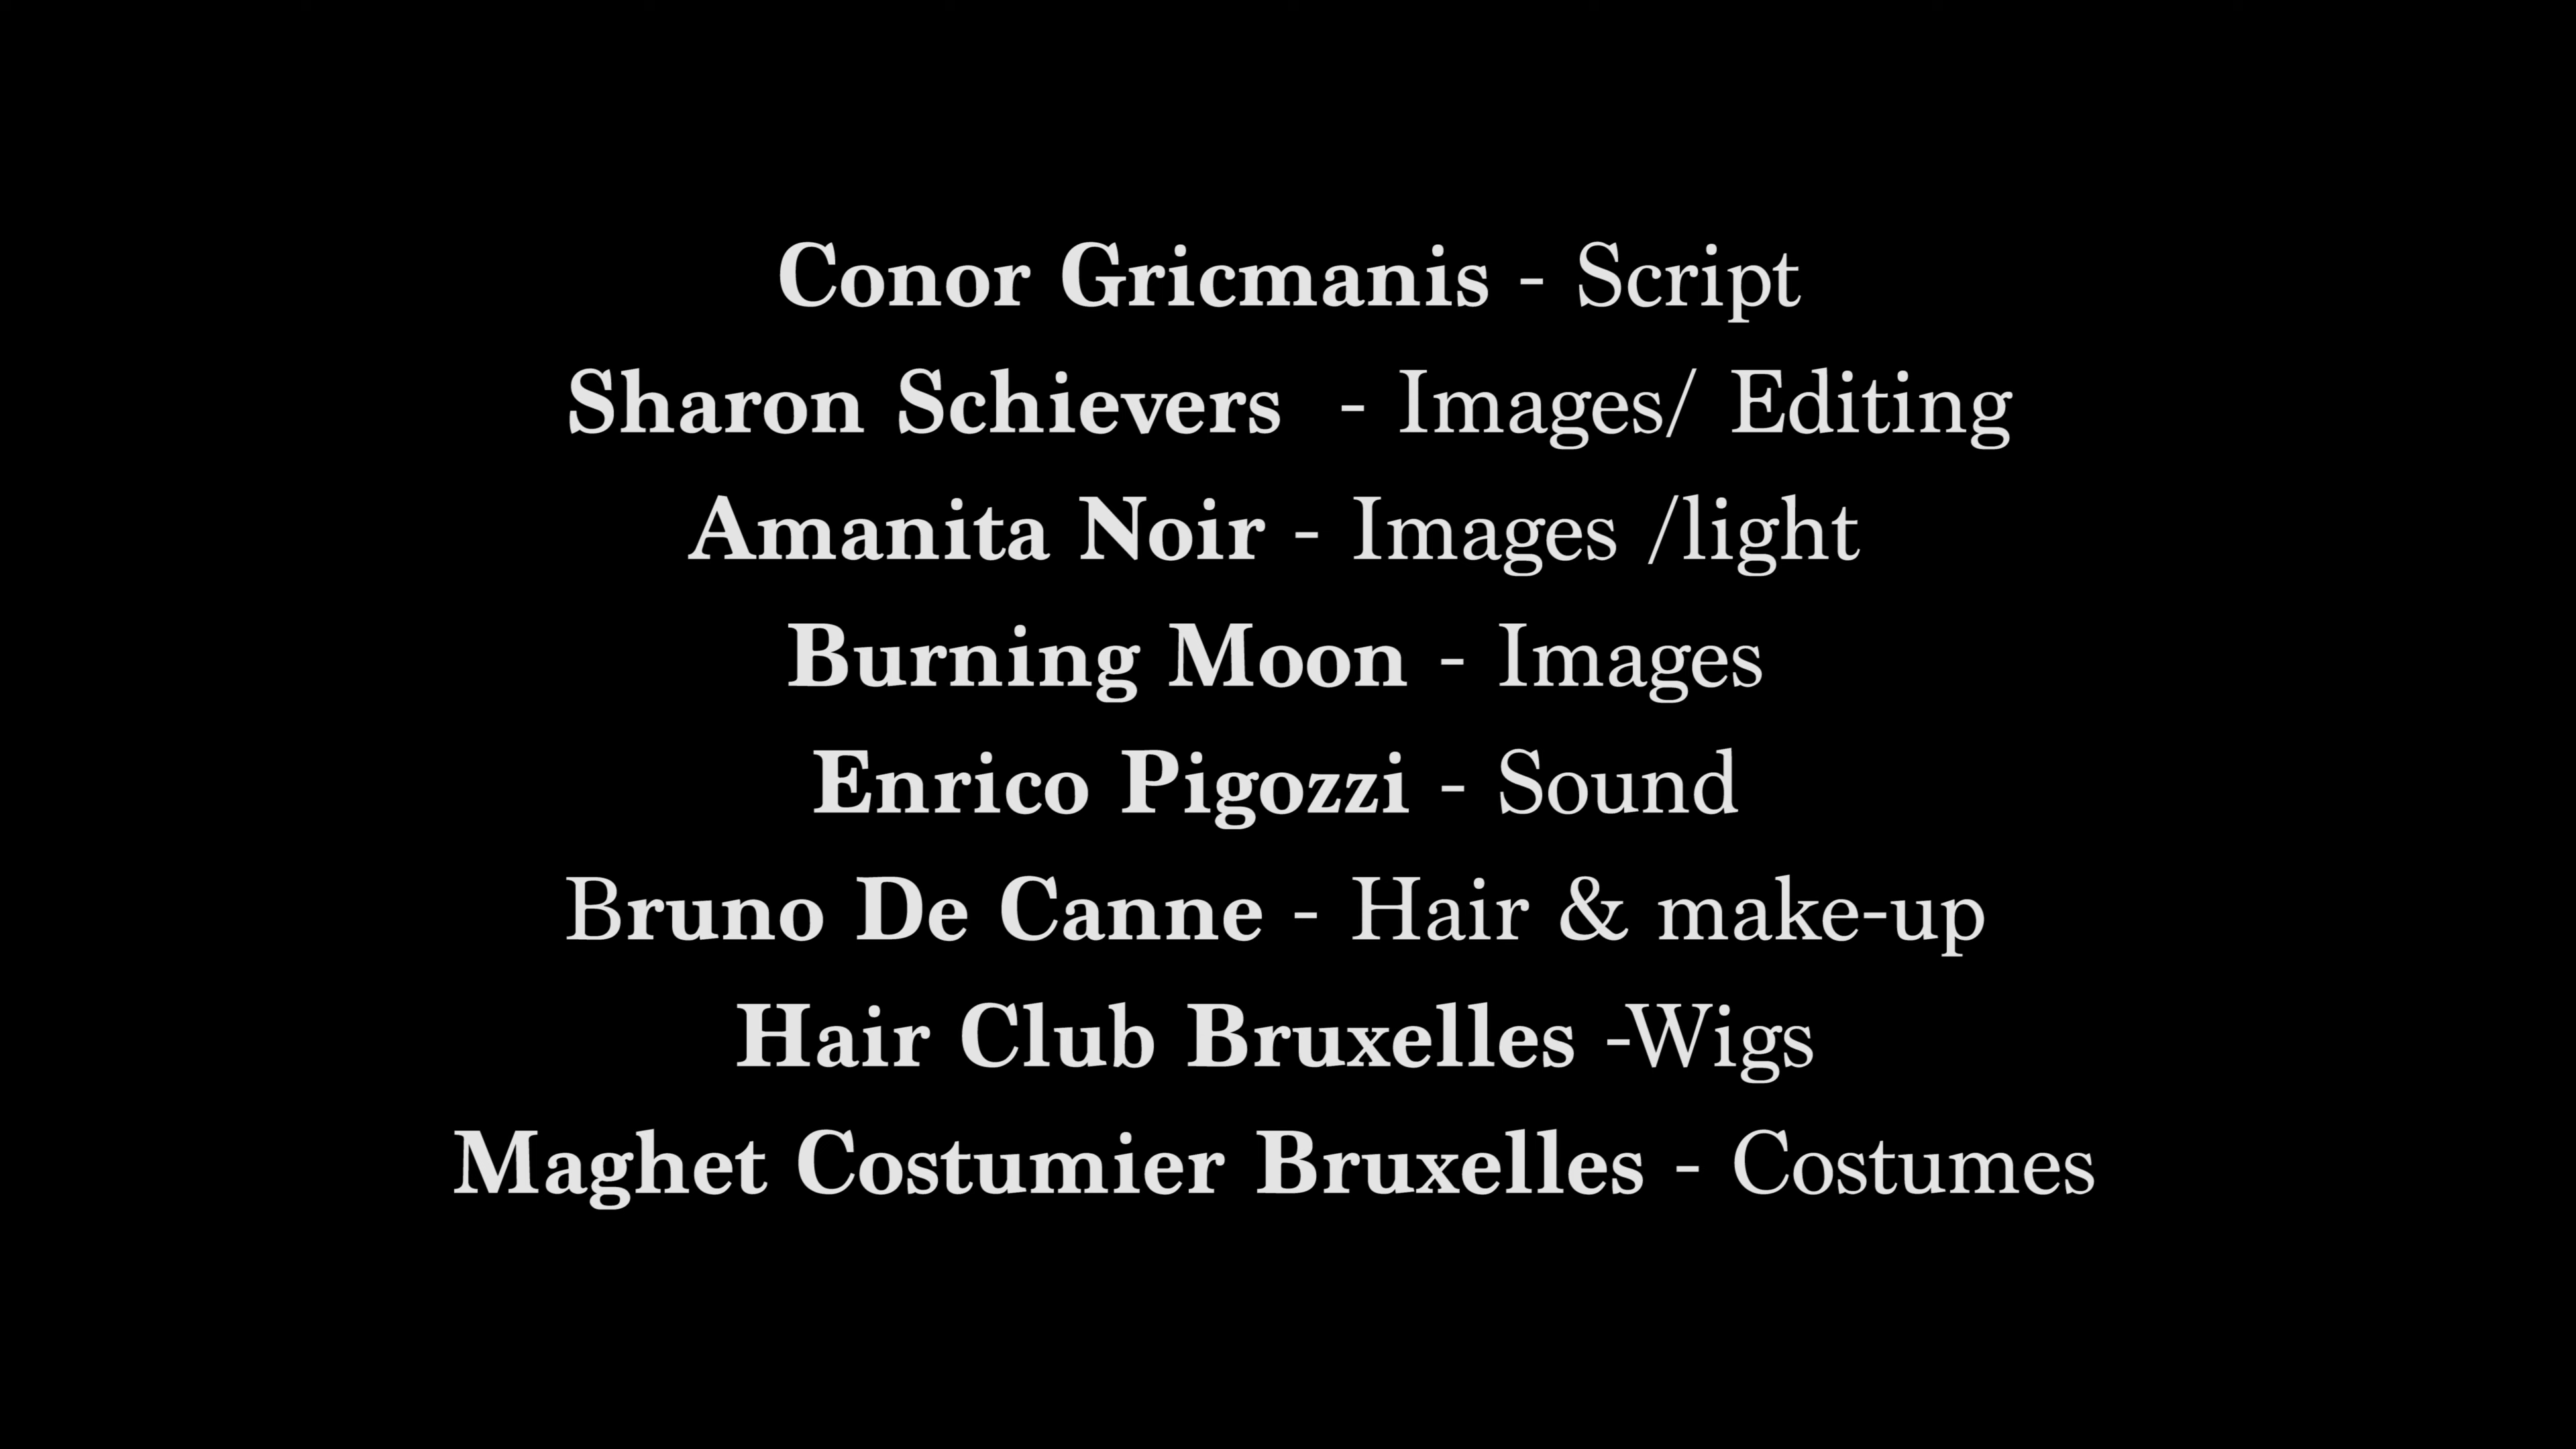 Conor Gricmanis - Script
Sharon Schievers  - Images/ Editing
Amanita Noir - Images /light
Burning Moon - Images
Enrico Pigozzi - Sound
Bruno De Canne - Hair & make-up
Hair Club Bruxelles -Wigs
Maghet Costumier Bruxelles - Costumes